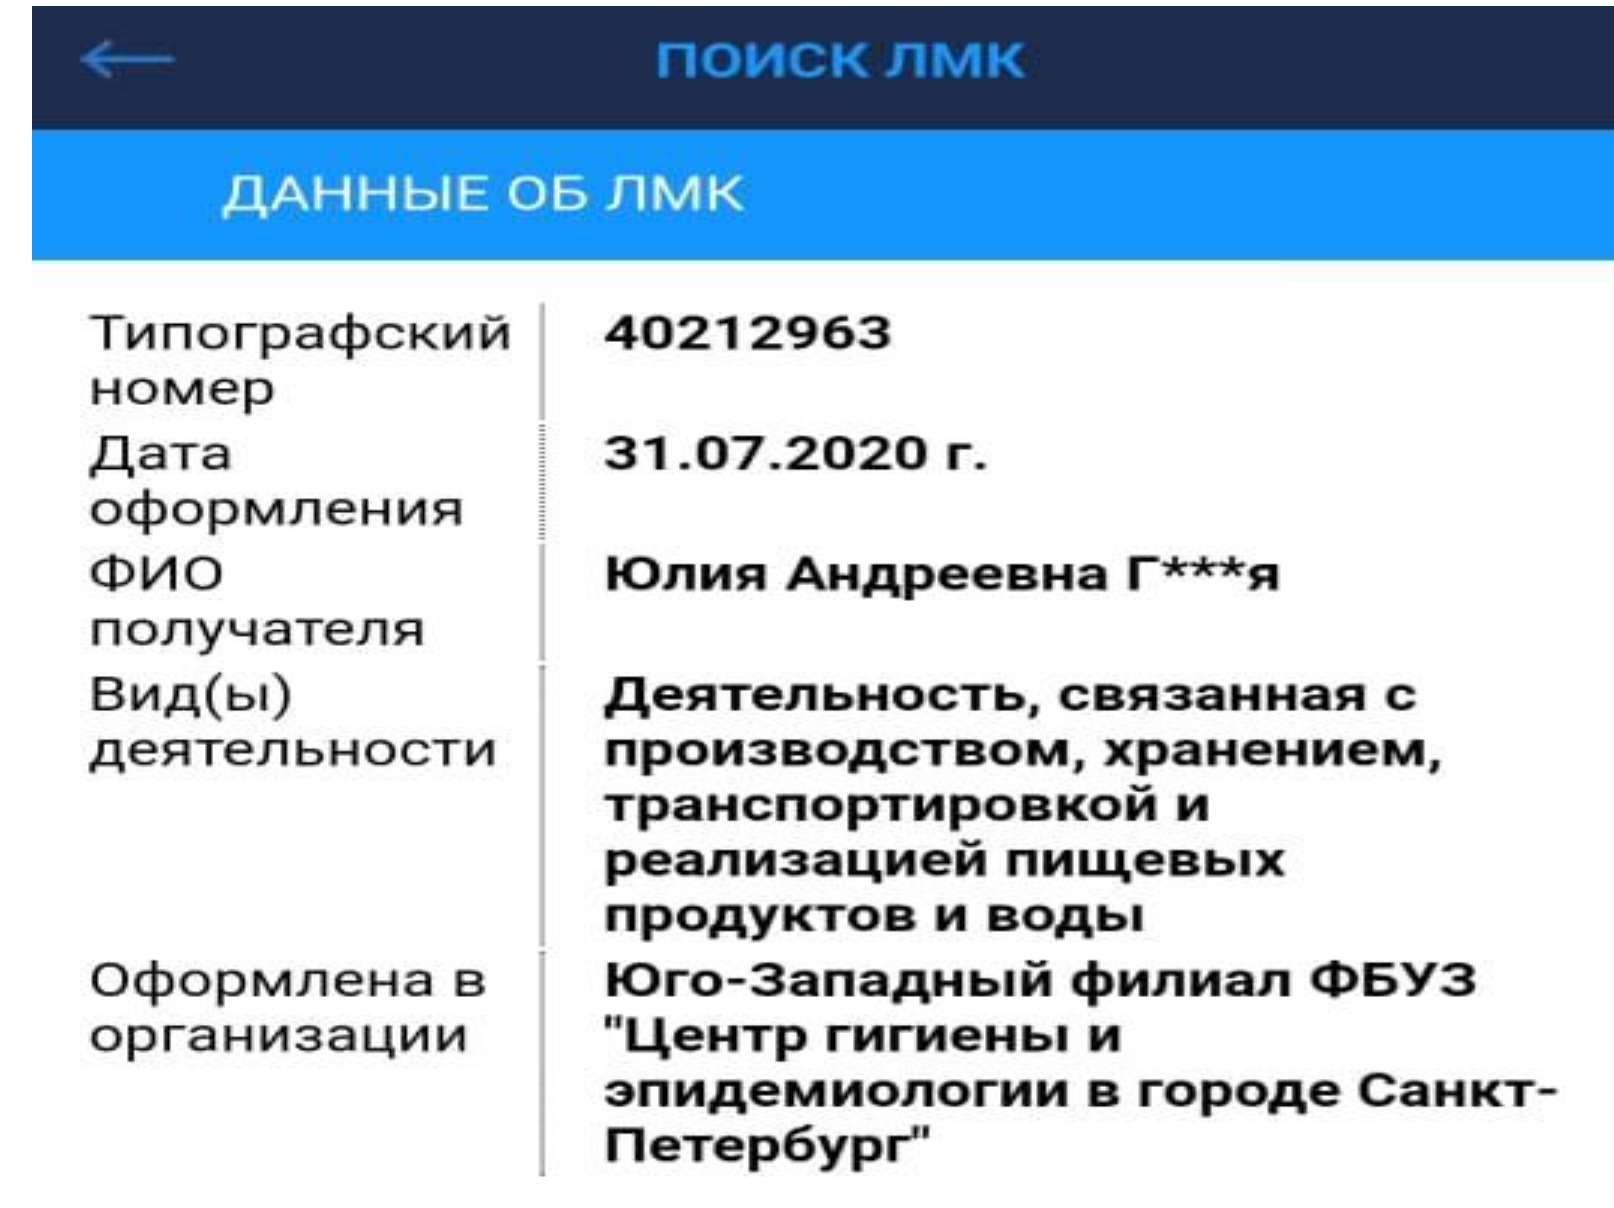 ПОИСК ЛМК
ДАННЫЕ ОБ ЛМК
Типографский
номер
40212963
Дата
оформления
31.07.2020 г.
ФИО
получателя
Юлия Андреевна Г***я
Вид(ы)
деятельности
Деятельность, связанная с
производством, хранением,
транспортировкой и
реализацией пищевых
продуктов и воды
Оформлена в
организации
Юго-Западный филиал ФБУЗ
"Центр гигиены и
эпидемиологии в городе Санкт-
Петербург"